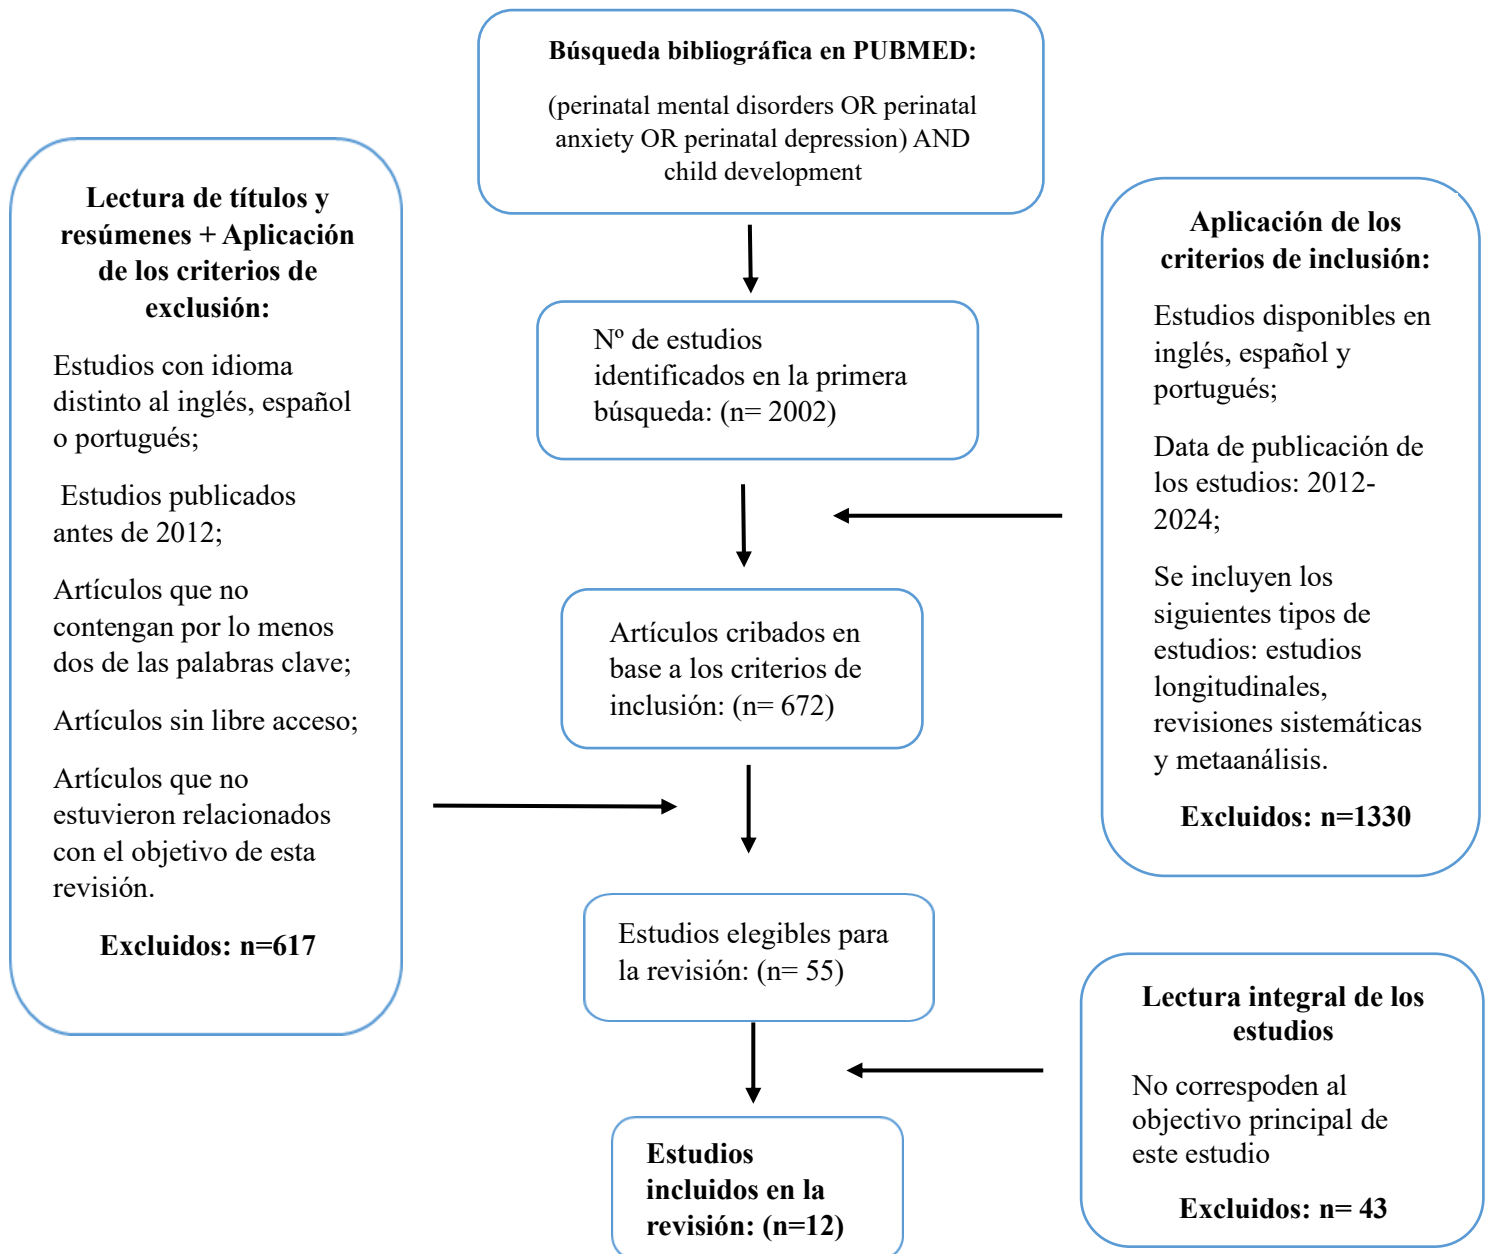 Búsqueda bibliográfica en PUBMED:
(perinatal mental disorders OR perinatal
anxiety OR perinatal depression) AND
child development
Lectura de títulos y
resúmenes + Aplicación
de los criterios de
exclusión:
Estudios con idioma
distinto al inglés, español
o portugués;
Estudios publicados
antes de 2012;
Artículos que no
contengan por lo menos
dos de las palabras clave;
Artículos sin libre acceso;
Artículos que no
estuvieron relacionados
con el objetivo de esta
revisión.
Excluidos: n=617
Nº de estudios
identificados en la primera
búsqueda: (n= 2002)
Aplicación de los
criterios de inclusión:
Estudios disponibles en
inglés, español y
portugués;
Data de publicación de
los estudios: 2012-
2024;
Se incluyen los
siguientes tipos de
estudios: estudios
longitudinales,
revisiones sistemáticas
y metaanálisis.
Excluidos: n=1330
Artículos cribados en
base a los criterios de
inclusión: (n= 672)
Estudios elegibles para
la revisión: (n= 55)
Lectura integral de los
estudios
No correspoden al
objectivo principal de
este estudio
Excluidos: n= 43
Estudios
incluidos en la
revisión: (n=12)